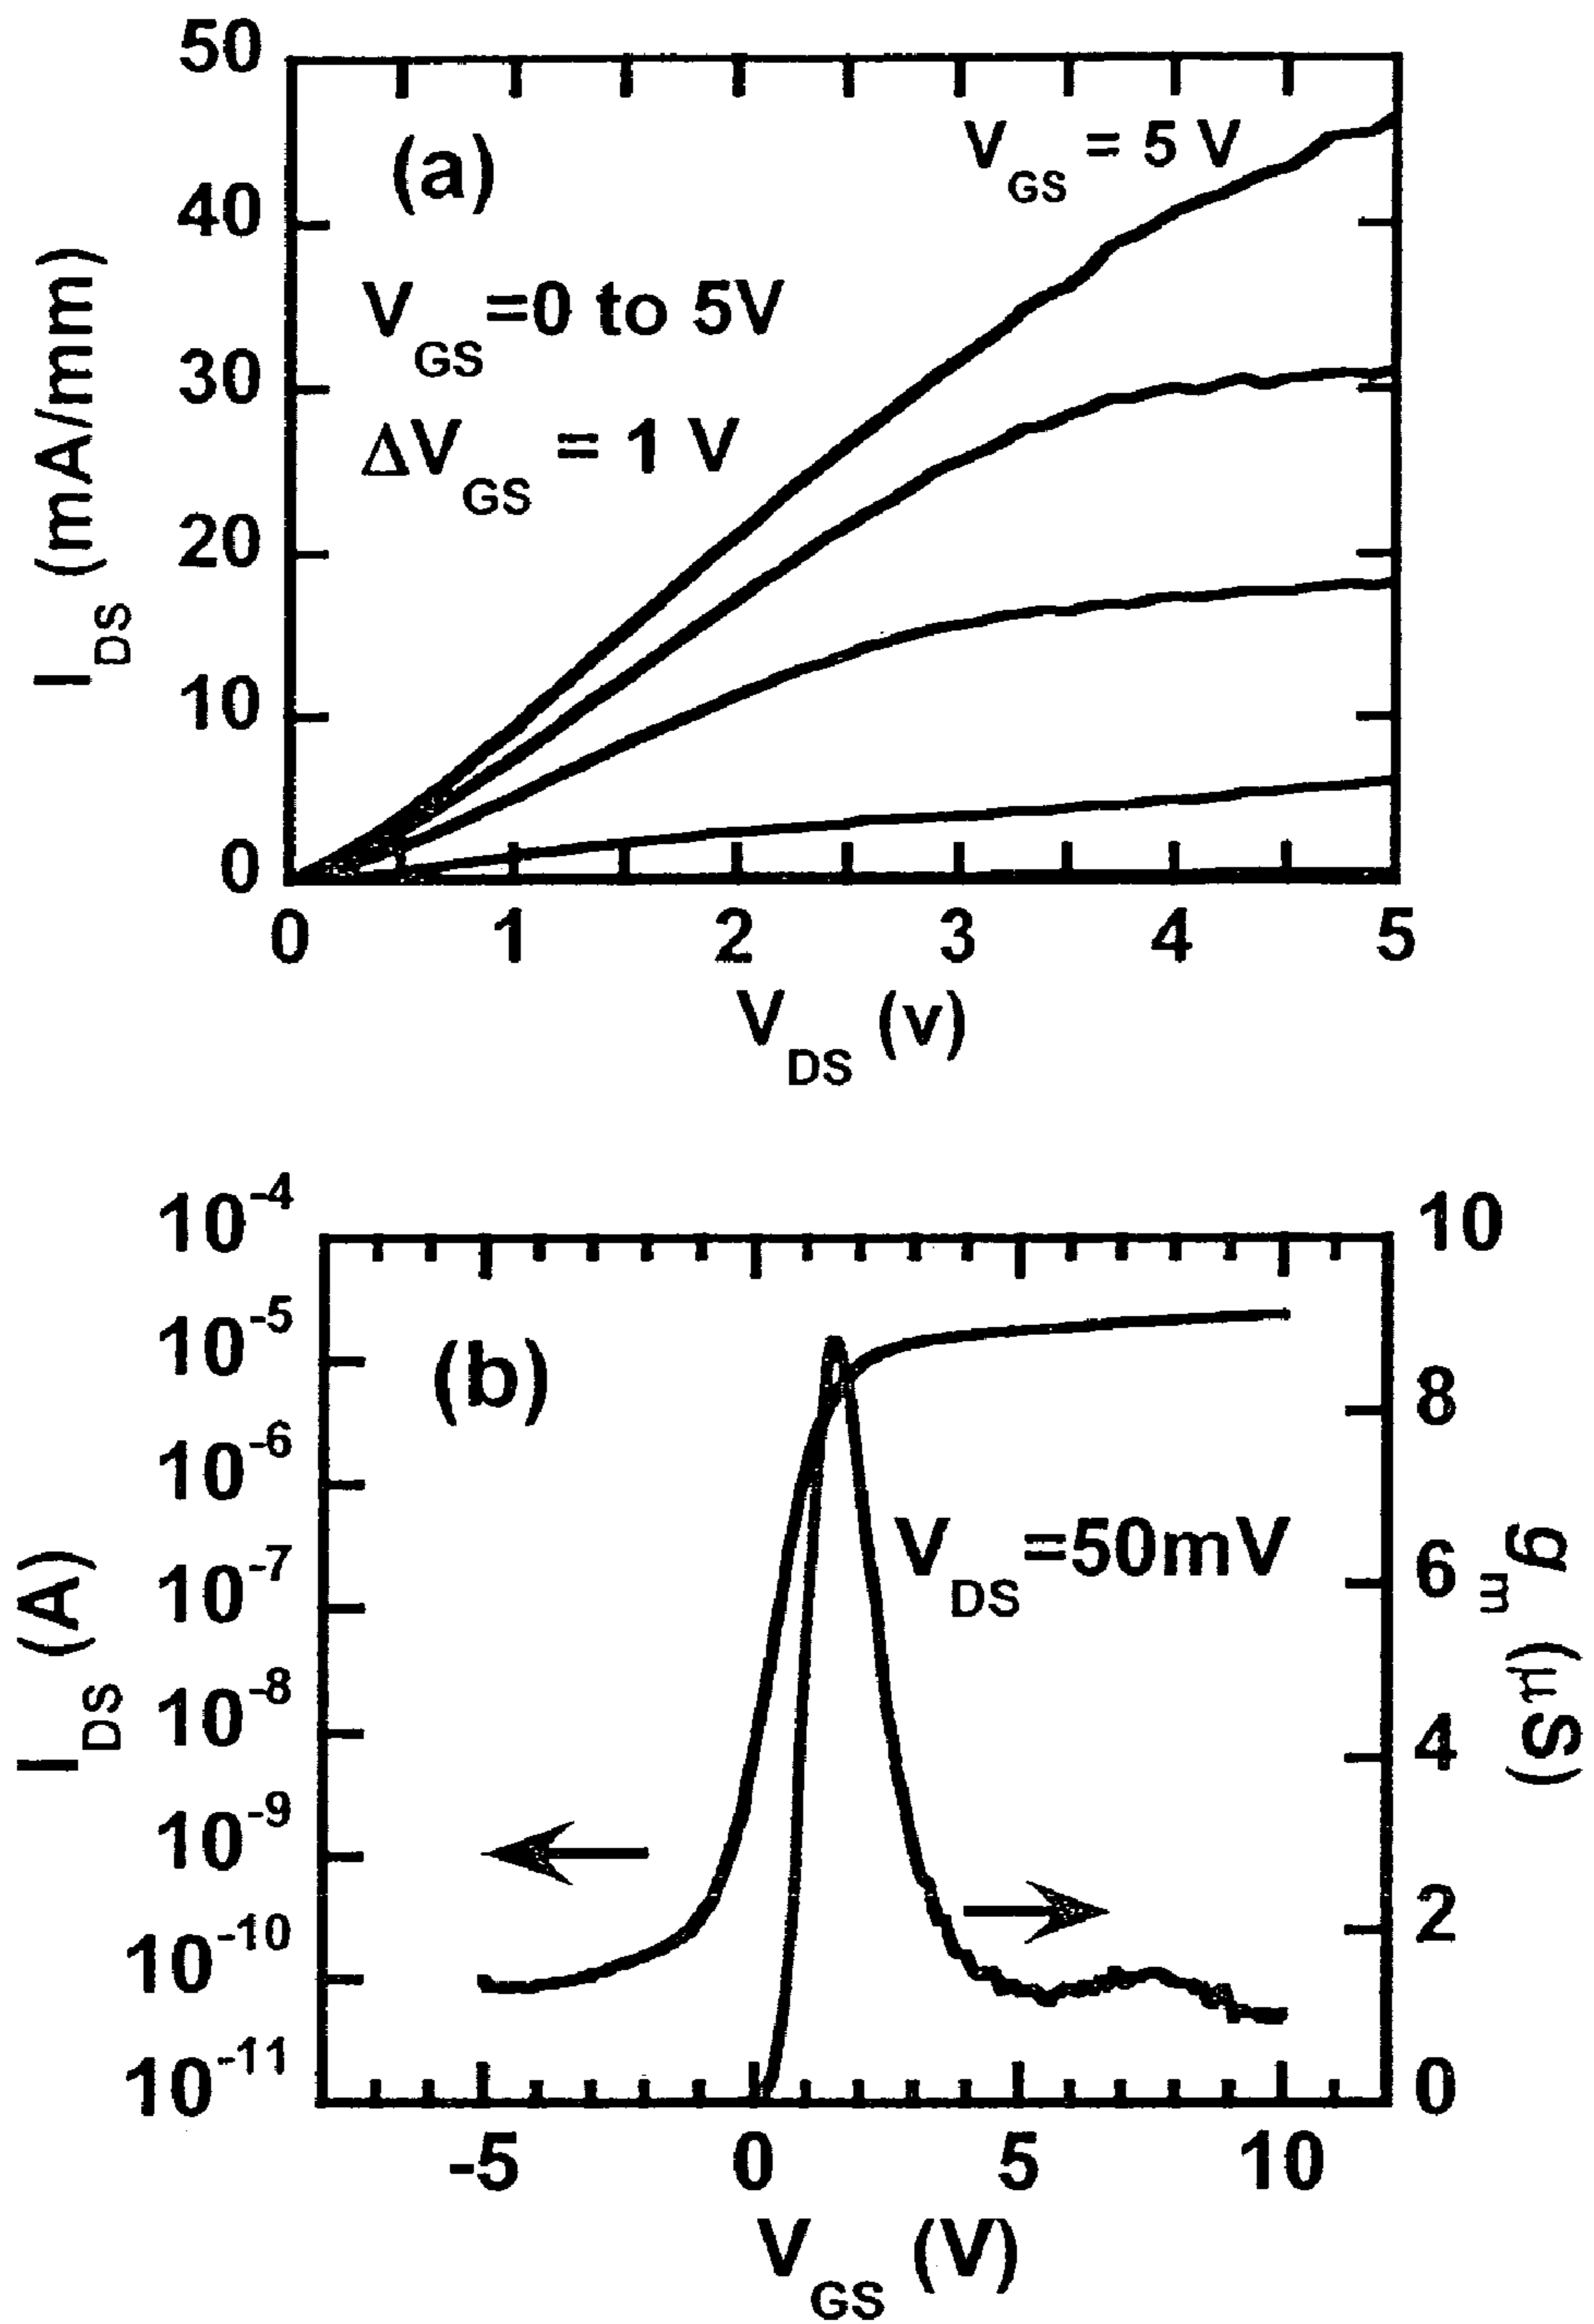 50
(a)
V_GS = 5 V
40
V_GS =0 to 5V
30
ΔV_GS = 1 V
20
10
0
I_DS (mA/mm)
0 1 2 3 4 5
V_DS (v)
10^-4 10
10^-5
(b)
8
10^-6
V_DS =50mV
10^-7 6
10^-8
4
10^-9
10^-10 2
10^-11 0
I_DS (A)
g_m (μS)
-5 0 5 10
V_GS (V)